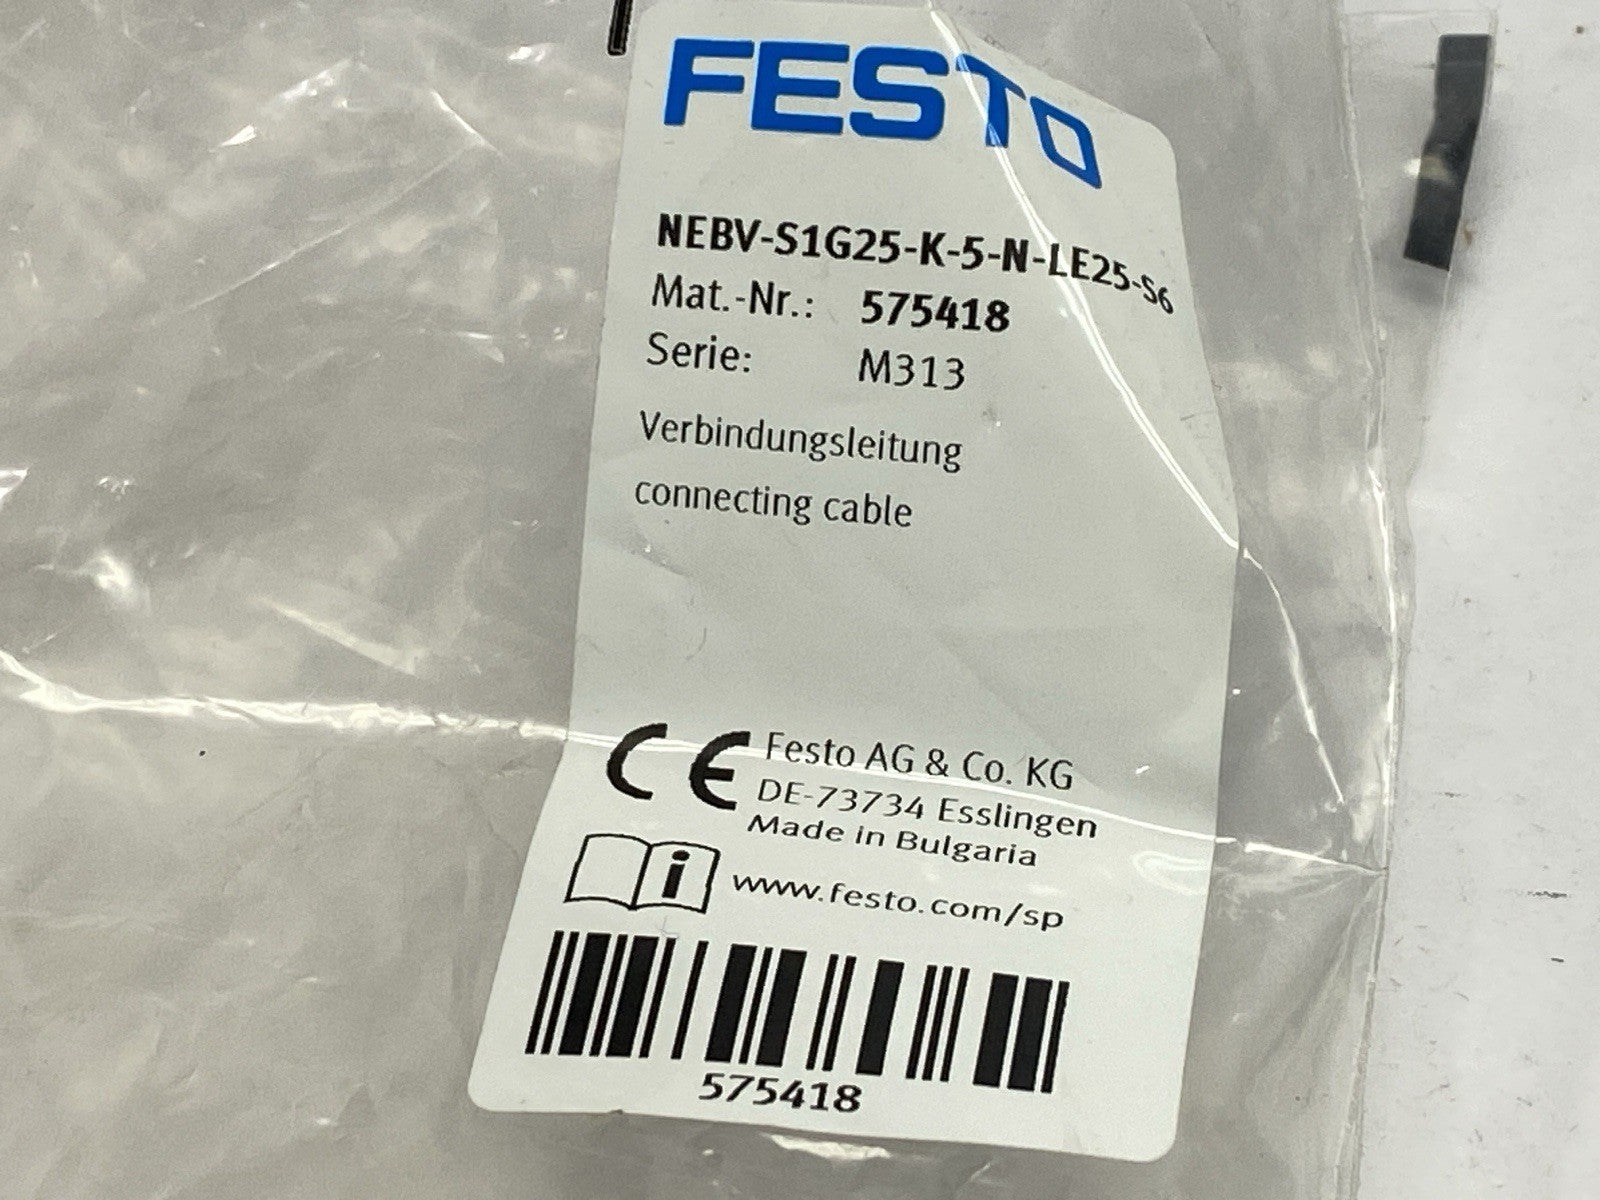 FESTO
NEBV-S1G25-K-5-N-LE25-S6
Mat.-Nr.: 575418
Serie: M313
Verbindungsleitung
connecting cable
CE Festo AG & Co. KG
DE-73734 Esslingen
Made in Bulgaria
www.festo.com/sp
575418